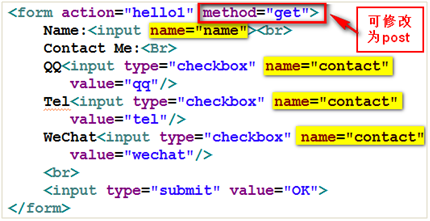 <form action="hello1" method="get">
Name:<input name="name"><br>
Contact Me:<Br>
QQ<input type="checkbox" name="contact"
value="qq"/>
Tel<input type="checkbox" name="contact"
value="tel"/>
WeChat<input type="checkbox" name="contact"
value="wechat"/>
<br>
<input type="submit" value="OK">
</form>
可修改
为post